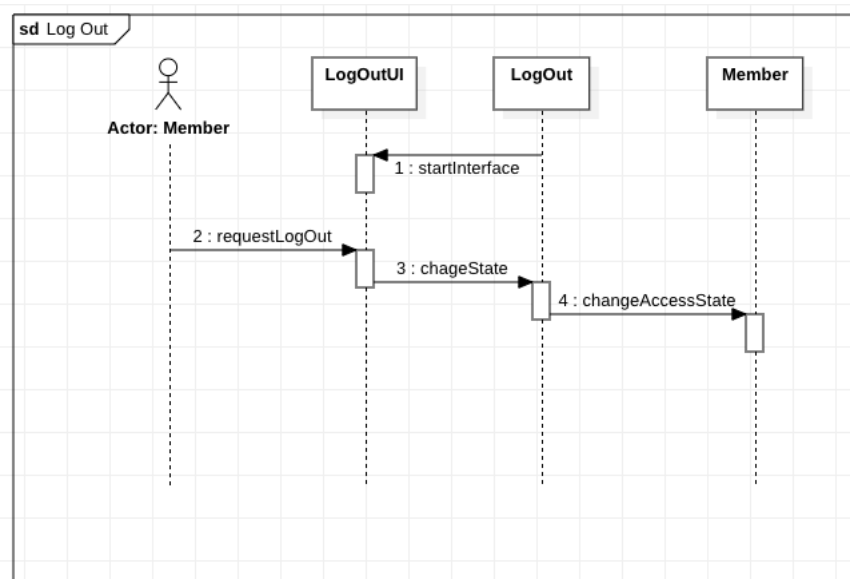 sd Log Out
LogOutUI
LogOut
Member
Actor: Member
1 : startInterface
2 : requestLogOut
3 : chageState
4 : changeAccessState